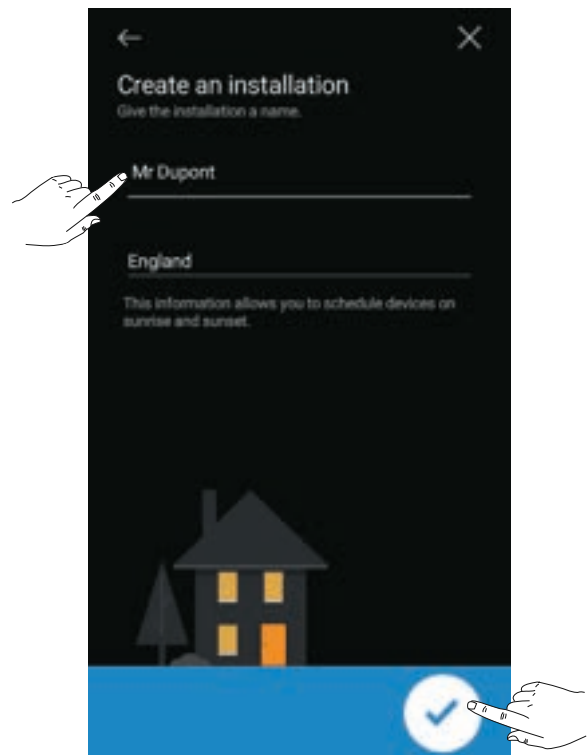 Create an installation
Give the installation a name.
Mr Dupont
England
This information allows you to schedule devices on
sunrise and sunset.